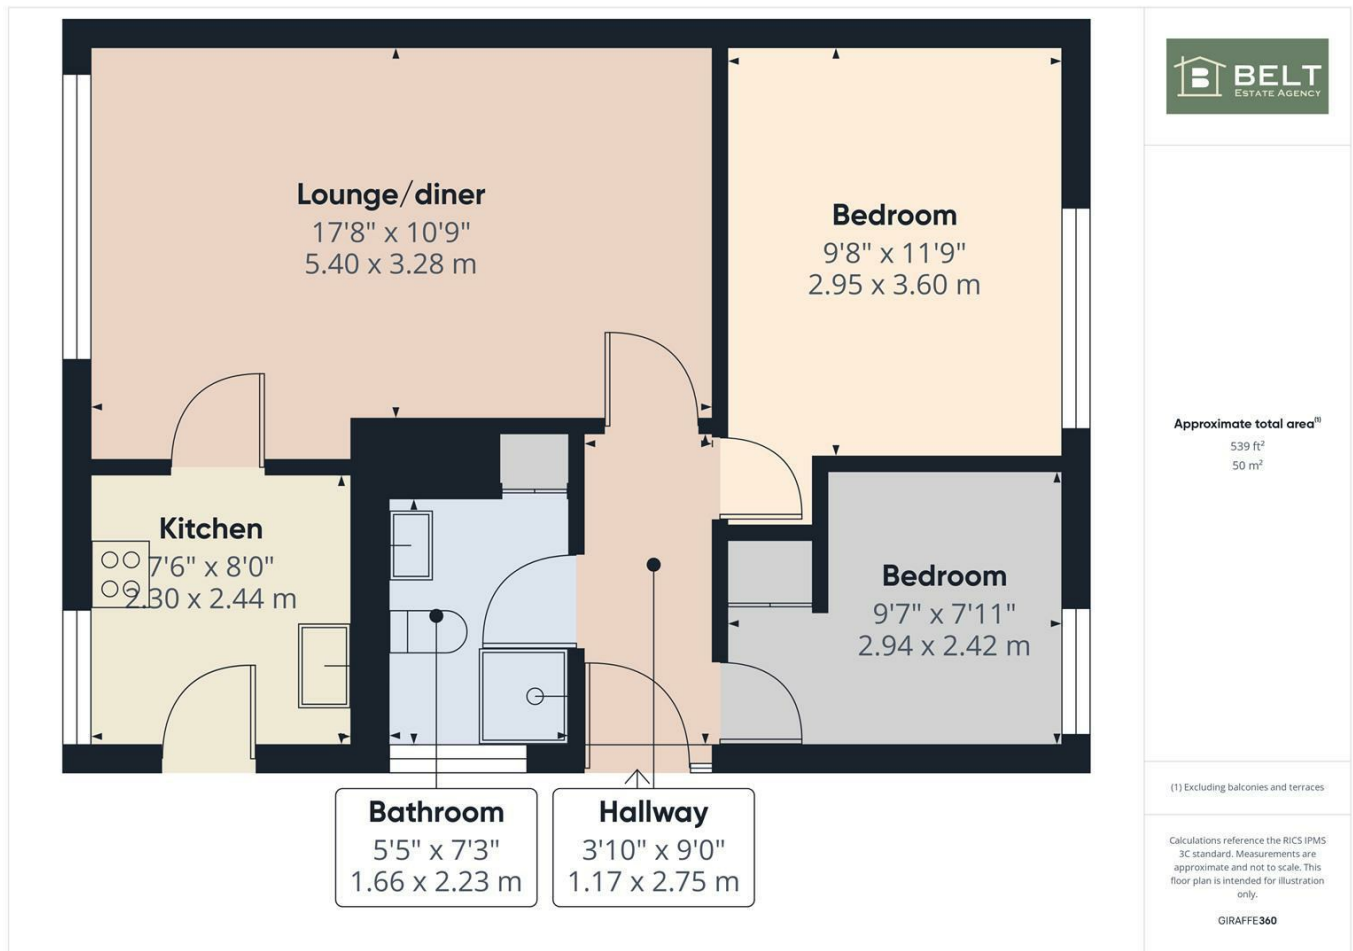 Lounge/diner
17'8" x 10'9"
5.40 x 3.28 m
Bedroom
9'8" x 11'9"
2.95 x 3.60 m
Kitchen
7'6" x 8'0"
2.30 x 2.44 m
Bedroom
9'7" x 7'11"
2.94 x 2.42 m
Bathroom
5'5" x 7'3"
1.66 x 2.23 m
Hallway
3'10" x 9'0"
1.17 x 2.75 m
B BELT
ESTATE AGENCY
Approximate total area⁽¹⁾
539 ft²
50 m²
(1) Excluding balconies and terraces
Calculations reference the RICS IPMS
3C standard. Measurements are
approximate and not to scale. This
floor plan is intended for illustration
only.
GIRAFFE360